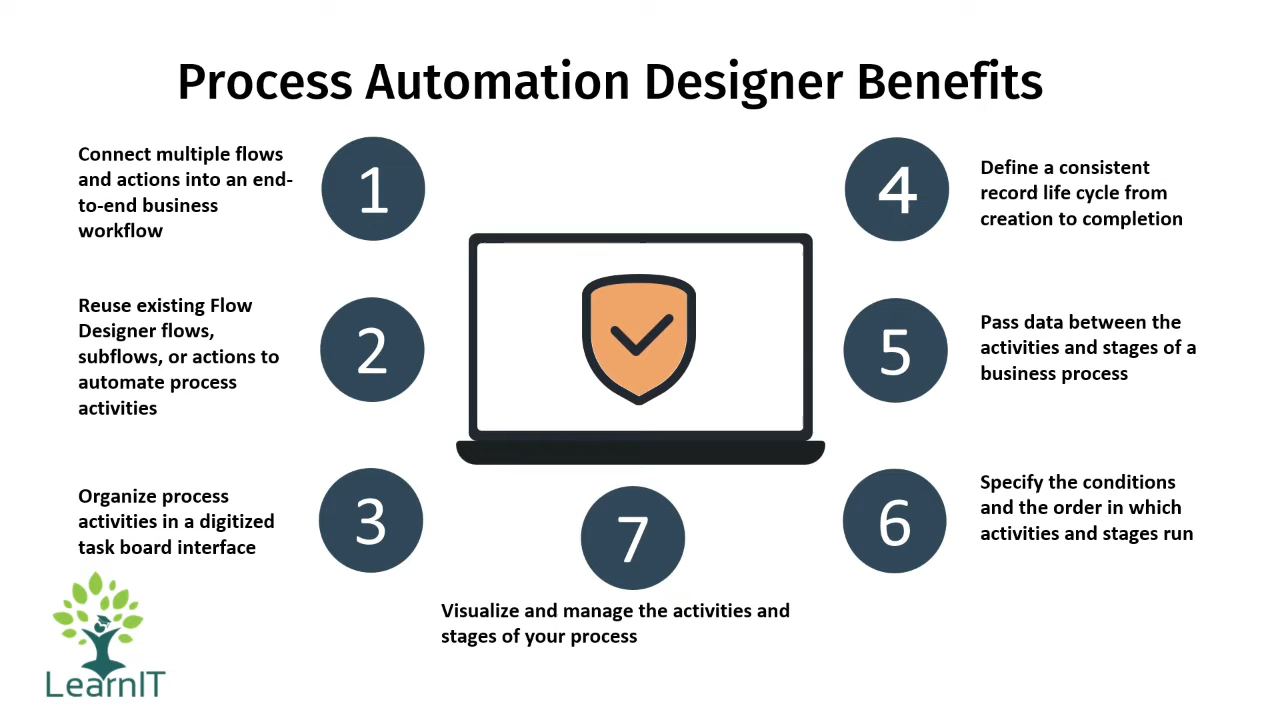 Process Automation Designer Benefits
1
Connect multiple flows
and actions into an end-
to-end business
workflow
2
Reuse existing Flow
Designer flows,
subflows, or actions to
automate process
activities
3
Organize process
activities in a digitized
task board interface
4
Define a consistent
record life cycle from
creation to completion
5
Pass data between the
activities and stages of a
business process
6
Specify the conditions
and the order in which
activities and stages run
7
Visualize and manage the activities and
stages of your process
LearnIT